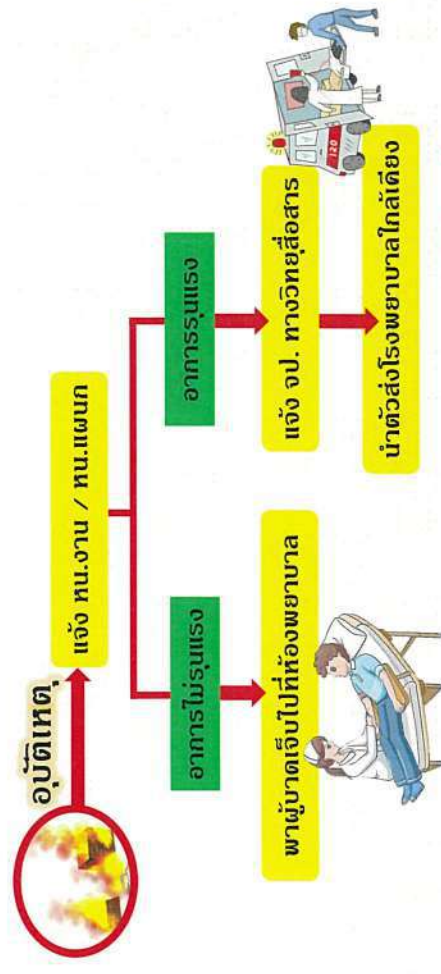 อุบัติเหตุ
แจ้ง หน.งาน / หน.แผนก
อาการไม่รุนแรง
พาผู้บาดเจ็บไปที่ห้องพยาบาล
อาการรุนแรง
แจ้ง จป. ทางวิทยุสื่อสาร
นำตัวส่งโรงพยาบาลใกล้เคียง
120